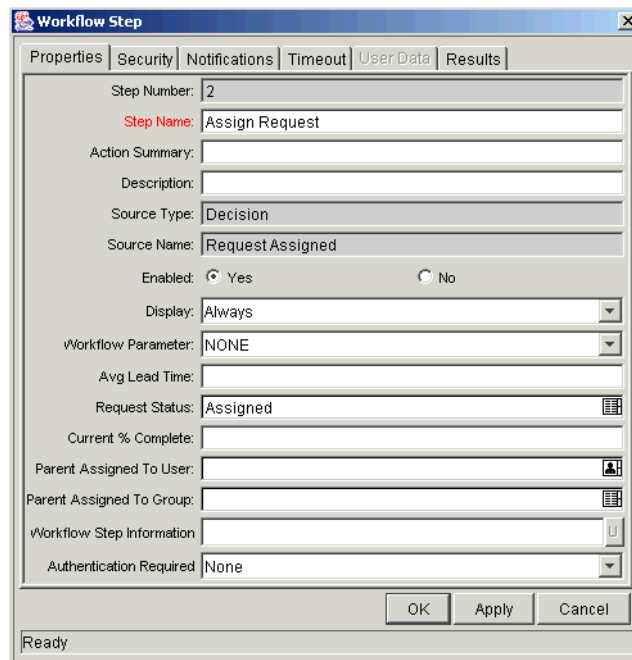 Workflow Step
Properties Security Notifications Timeout User Data Results
Step Number: 2
Step Name: Assign Request
Action Summary:
Description:
Source Type: Decision
Source Name: Request Assigned
Enabled: Yes No
Display: Always
Workflow Parameter: NONE
Avg Lead Time:
Request Status: Assigned
Current % Complete:
Parent Assigned To User:
Parent Assigned To Group:
Workflow Step Information U
Authentication Required None
OK Apply Cancel
Ready